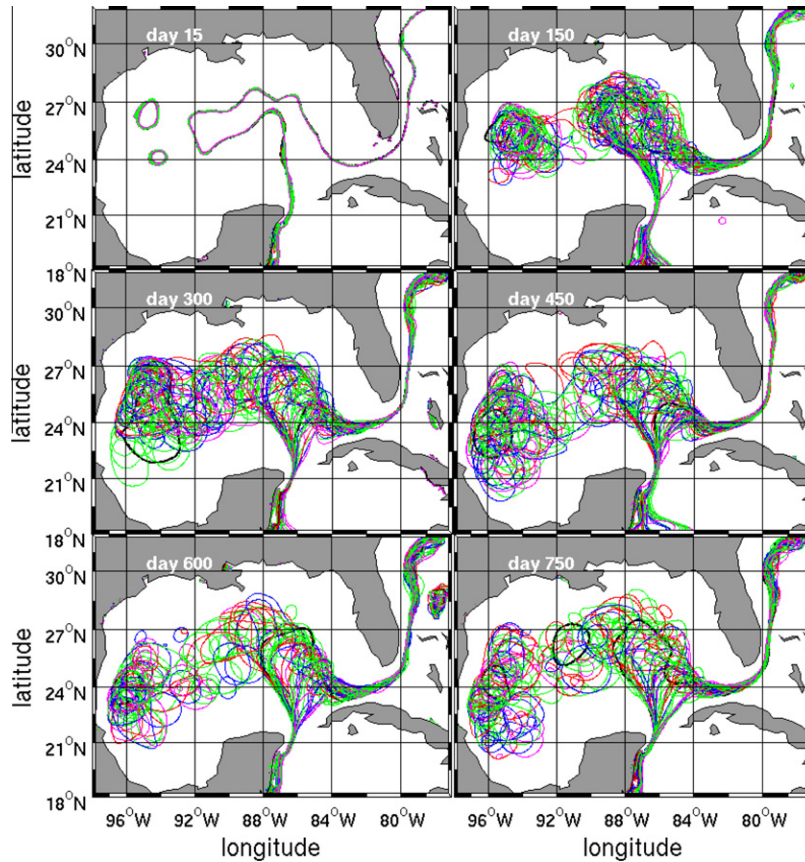 day 15
day 150
30°N
27°N
24°N
21°N
latitude
day 300
day 450
18°N
30°N
27°N
24°N
21°N
latitude
day 600
day 750
18°N
30°N
27°N
24°N
21°N
18°N
latitude
96°W 92°W 88°W 84°W 80°W 96°W 92°W 88°W 84°W 80°W
longitude longitude